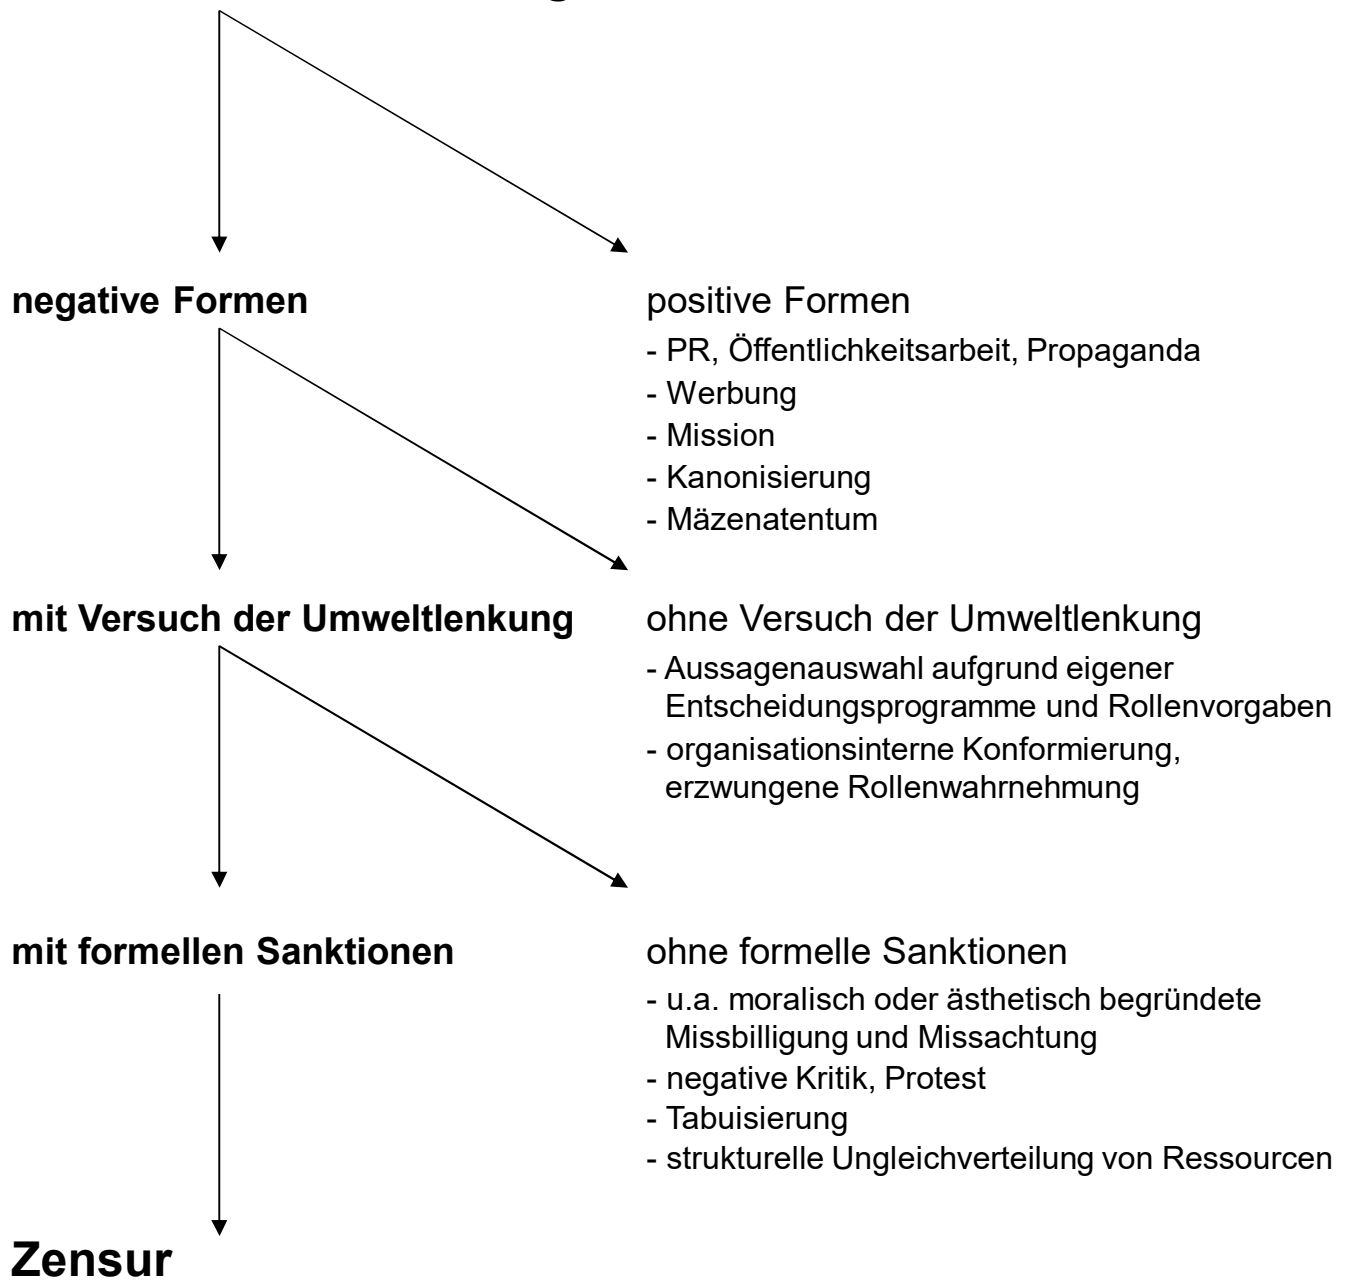 negative Formen
positive Formen
- PR, Öffentlichkeitsarbeit, Propaganda
- Werbung
- Mission
- Kanonisierung
- Mäzenatentum
mit Versuch der Umweltlenkung
ohne Versuch der Umweltlenkung
- Aussagenauswahl aufgrund eigener
Entscheidungsprogramme und Rollenvorgaben
- organisationsinterne Konformierung,
erzwungene Rollenwahrnehmung
mit formellen Sanktionen
ohne formelle Sanktionen
- u.a. moralisch oder ästhetisch begründete
Missbilligung und Missachtung
- negative Kritik, Protest
- Tabuisierung
- strukturelle Ungleichverteilung von Ressourcen
Zensur